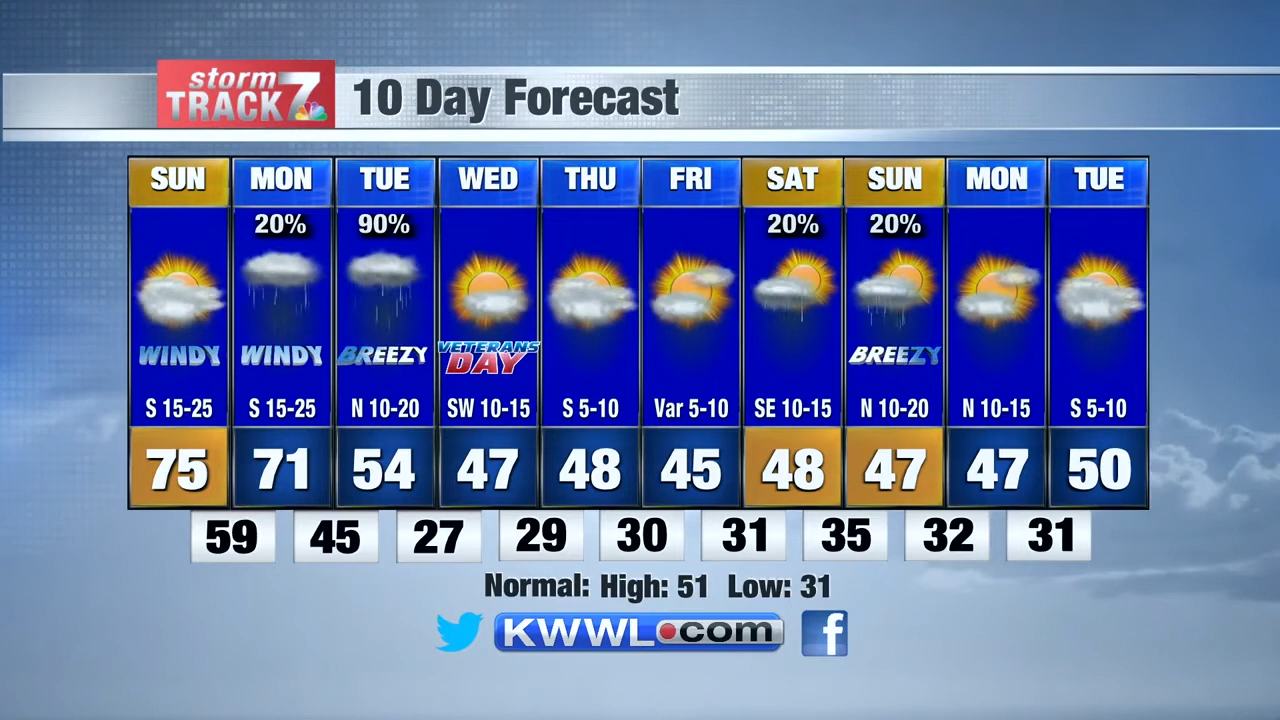 storm
TRACK 7
10 Day Forecast
SUN MON TUE WED THU FRI SAT SUN MON TUE
20% 90% 20% 20%
WINDY WINDY BREEZY VETERANS DAY BREEZY
S 15-25 S 15-25 N 10-20 SW 10-15 S 5-10 Var 5-10 SE 10-15 N 10-20 N 10-15 S 5-10
75 71 54 47 48 45 48 47 47 50
59 45 27 29 30 31 35 32 31
Normal: High: 51 Low: 31
KWWL.com f